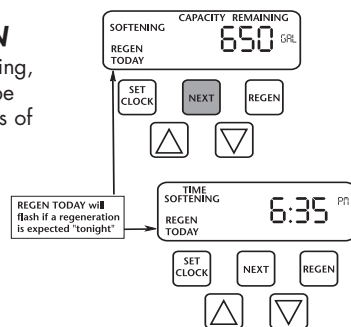 N
ing,
be
s of
CAPACITY REMAINING
SOFTENING
650 GAL
REGEN
TODAY
SET
CLOCK
NEXT
REGEN
REGEN TODAY will
flash if a regeneration
is expected "tonight"
TIME
SOFTENING
6:35 PM
REGEN
TODAY
SET
CLOCK
NEXT
REGEN